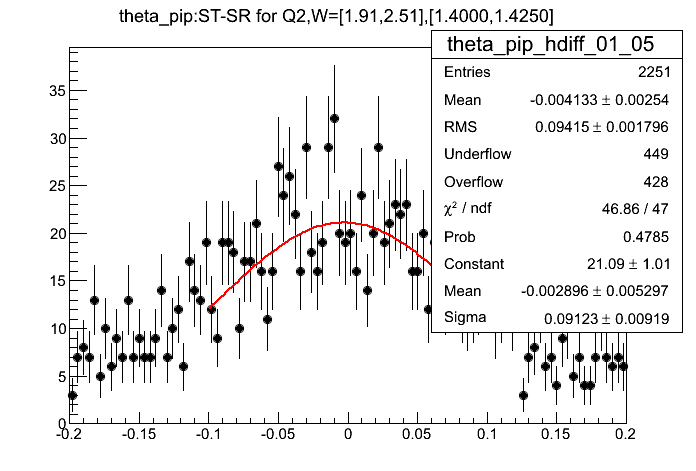 theta_pip:ST-SR for Q2,W=[1.91,2.51],[1.4000,1.4250]
theta_pip_hdiff_01_05
Entries 2251
Mean -0.004133 ± 0.00254
RMS 0.09415 ± 0.001796
Underflow 449
Overflow 428
χ² / ndf 46.86 / 47
Prob 0.4785
Constant 21.09 ± 1.01
Mean -0.002896 ± 0.005297
Sigma 0.09123 ± 0.00919
35
30
25
20
15
10
5
0
-0.2 -0.15 -0.1 -0.05 0 0.05 0.1 0.15 0.2